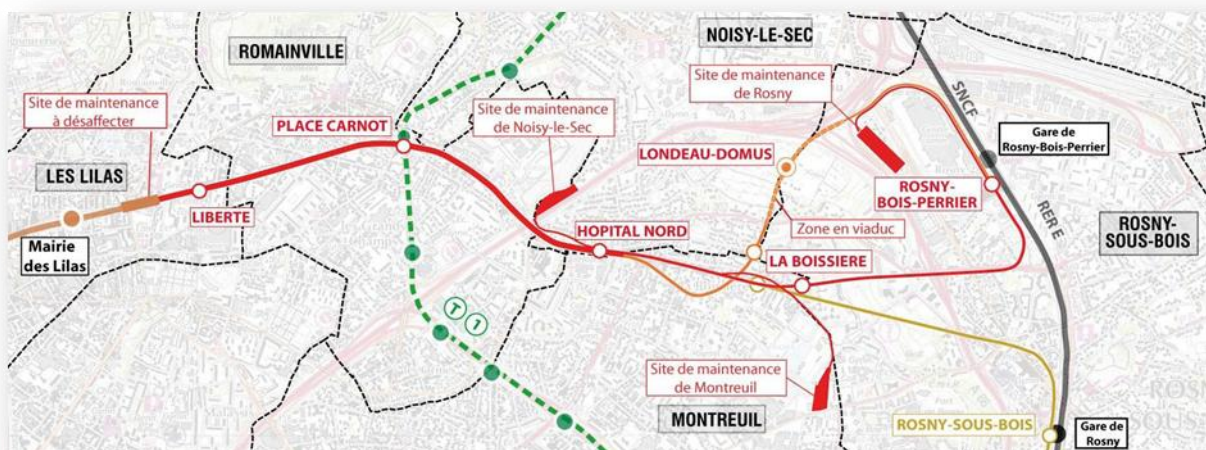 ROMAINVILLE
NOISY-LE-SEC
Site de maintenance
de Rosny
SNCF
Site de maintenance
à désaffecter
Site de maintenance
de Noisy-le-Sec
PLACE CARNOT
Gare de
Rosny-Bois-Perrier
LONDEAU-DOMUS
LES LILAS
ROSNY-
BOIS-PERRIER
LIBERTE
Zone en viaduc
RER E
ROSNY-
SOUS-BOIS
HOPITAL NORD
Mairie
des Lilas
LA BOISSIERE
T 1
Site de maintenance
de Montreuil
MONTREUIL
ROSNY-SOUS-BOIS
Gare de
Rosny